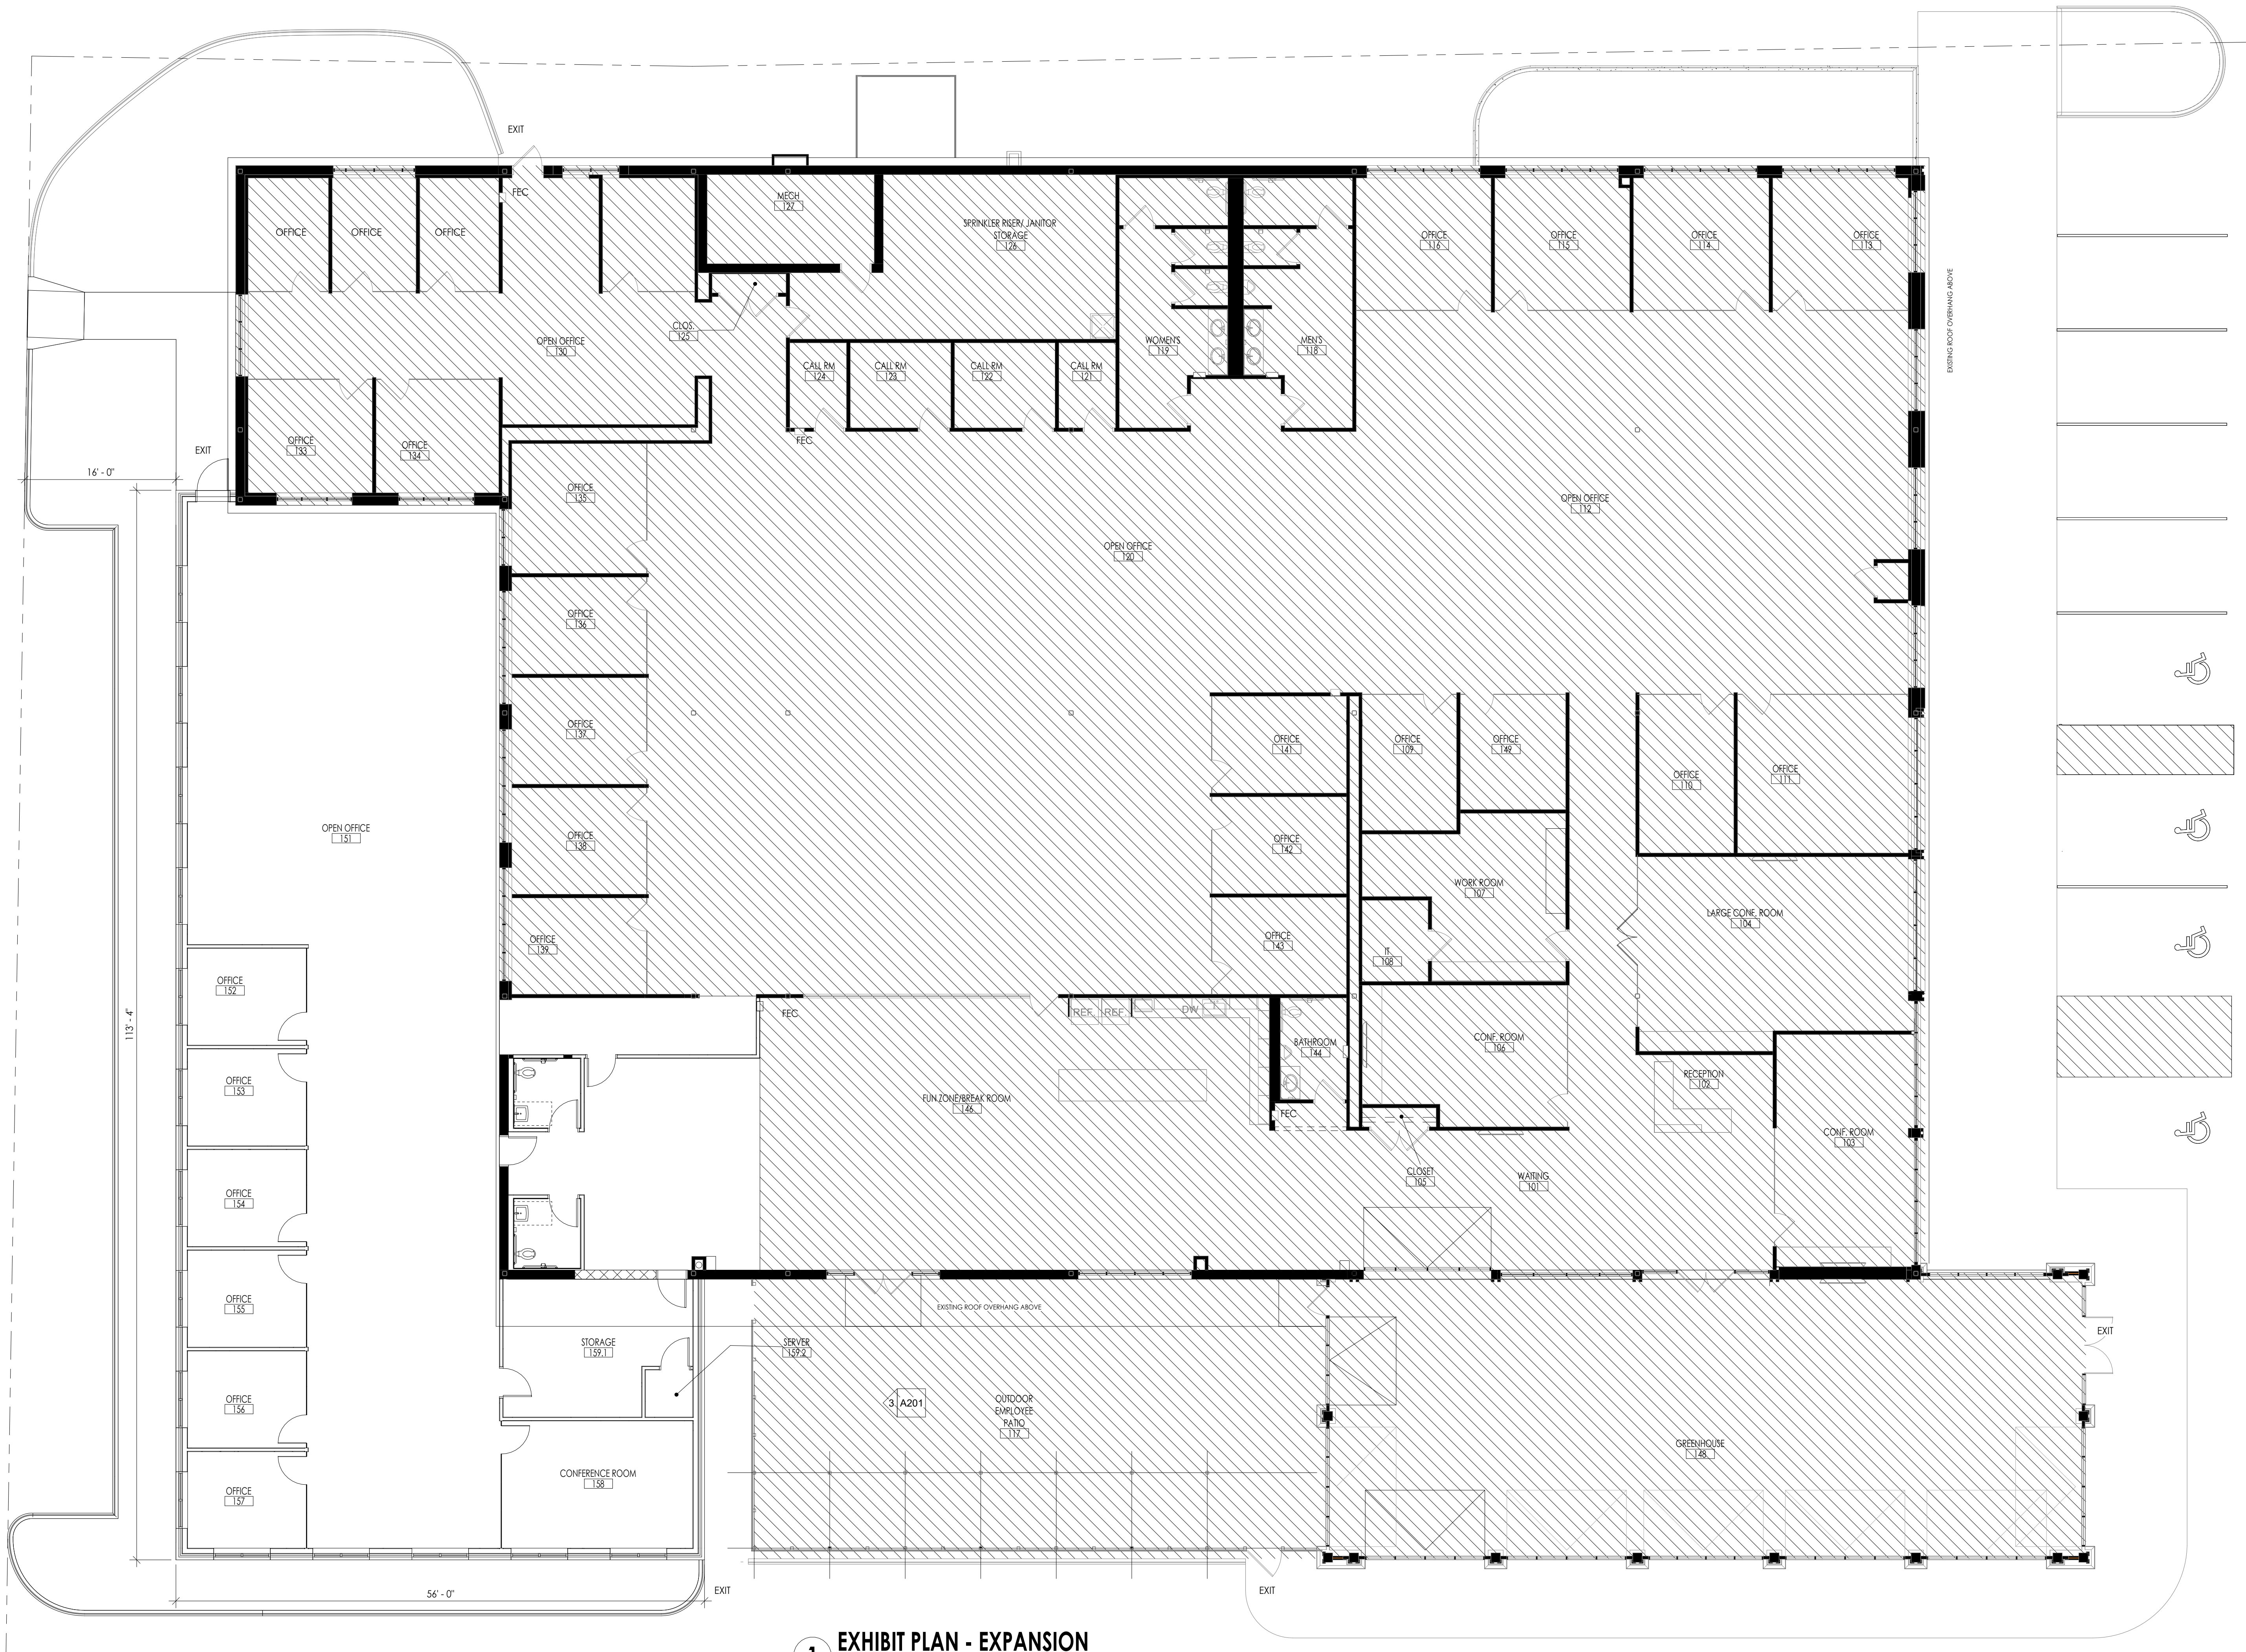 EXIT
FEC
MECH
127
SPRINKLER RISER/ JANITOR
STORAGE
126
OFFICE
OFFICE
OFFICE
OFFICE
116
OFFICE
115
OFFICE
114
OFFICE
113
EXISTING ROOF OVERHANG ABOVE
CLOS.
125
OPEN OFFICE
130
WOMEN'S
119
MEN'S
118
CALL RM
124
CALL RM
123
CALL RM
122
CALL RM
121
FEC
OFFICE
133
OFFICE
134
EXIT
16' - 0"
OFFICE
135
OPEN OFFICE
112
OPEN OFFICE
120
OFFICE
136
OFFICE
137
OFFICE
141
OFFICE
109
OFFICE
149
OFFICE
110
OFFICE
111
OPEN OFFICE
151
OFFICE
138
OFFICE
142
WORK ROOM
107
LARGE CONF. ROOM
104
OFFICE
139
OFFICE
143
IT
108
OFFICE
152
113' - 4"
FEC
REF.
REF.
DW
BATHROOM
144
CONF. ROOM
106
RECEPTION
102
OFFICE
153
FUN ZONE/BREAK ROOM
146
FEC
CONF. ROOM
103
CLOSET
105
WAITING
101
OFFICE
154
OFFICE
155
EXISTING ROOF OVERHANG ABOVE
STORAGE
159.1
SERVER
159.2
EXIT
OFFICE
156
3
A201
OUTDOOR
EMPLOYEE
PATIO
117
GREENHOUSE
148
CONFERENCE ROOM
158
OFFICE
157
56' - 0"
EXIT
EXIT
1
EXHIBIT PLAN - EXPANSION